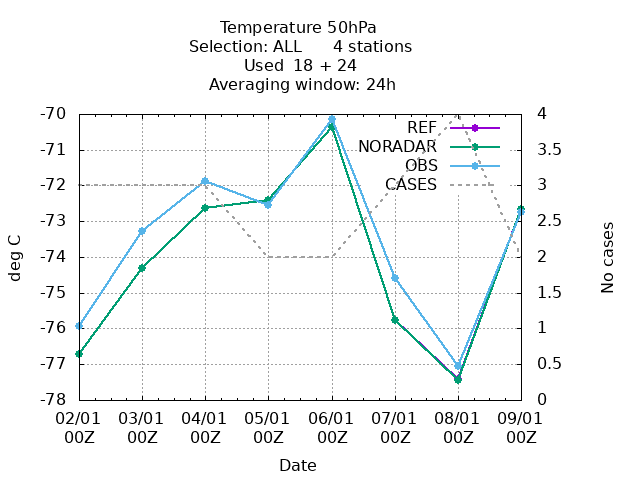 Temperature 50hPa
Selection: ALL 4 stations
Used 18 + 24
Averaging window: 24h
-70 4
REF
NORADAR
-71 3.5
OBS
CASES
-72 3
-73 2.5
deg C
-74 2
No cases
-75 1.5
-76 1
-77 0.5
-78 0
02/01 03/01 04/01 05/01 06/01 07/01 08/01 09/01
00Z 00Z 00Z 00Z 00Z 00Z 00Z 00Z
Date